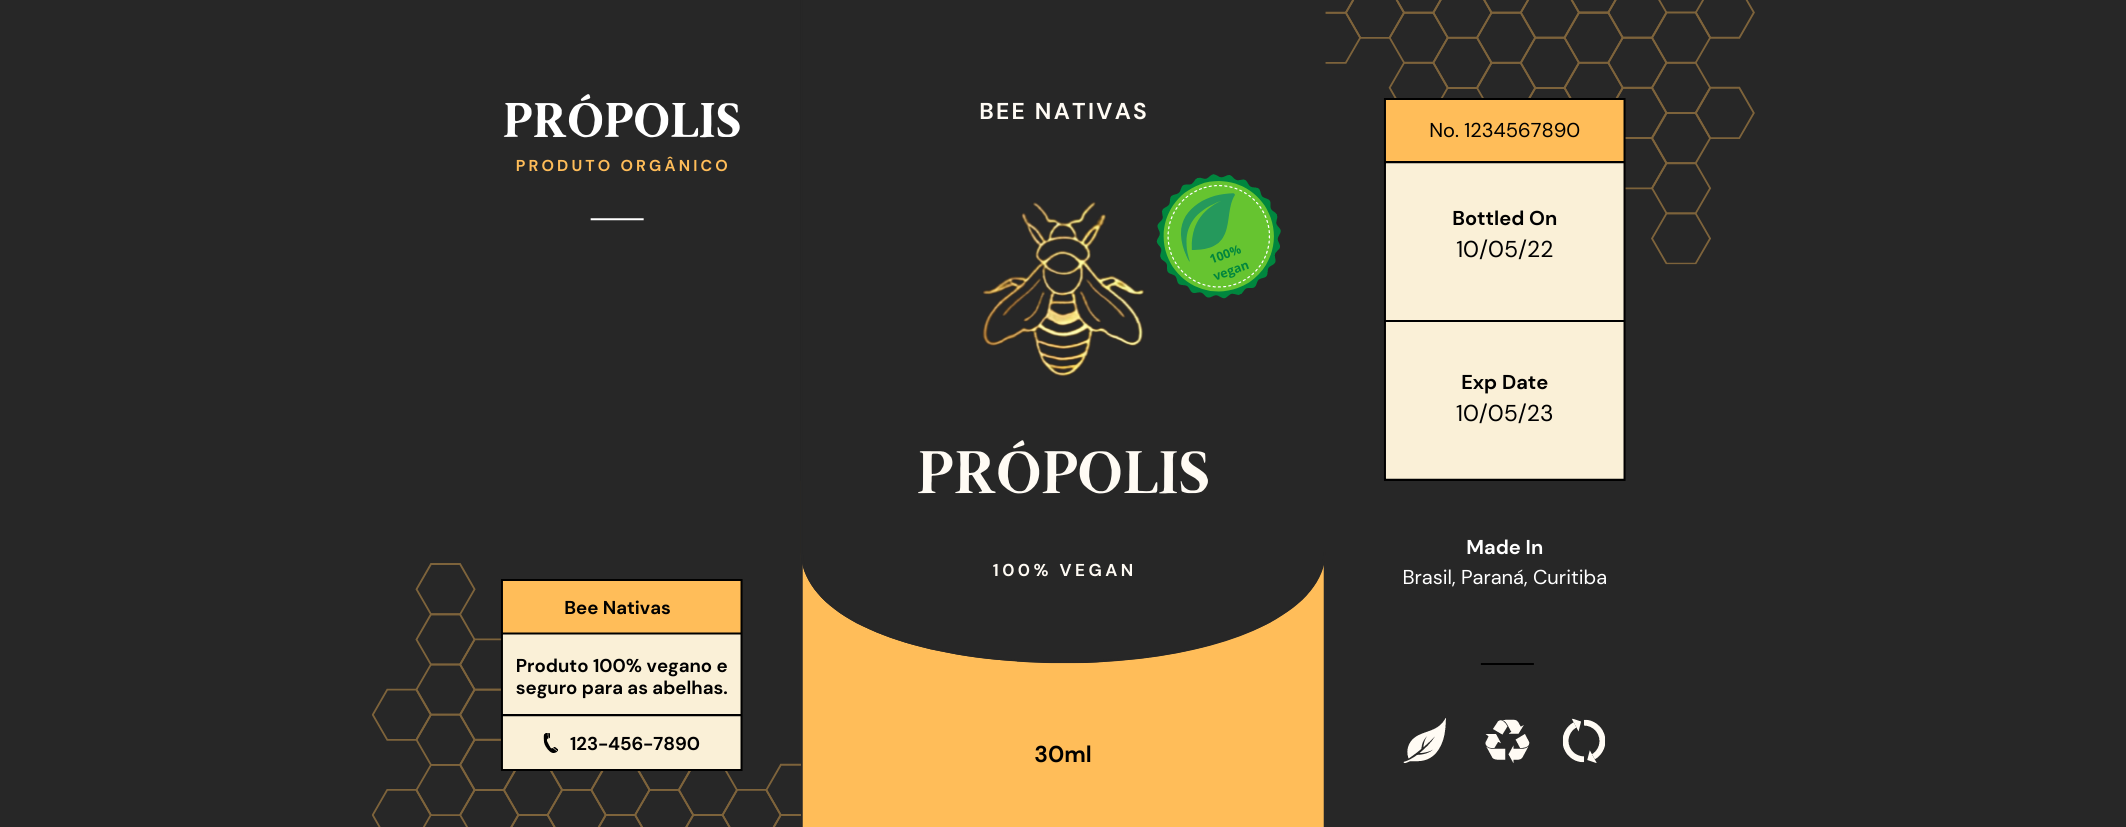 PRÓPOLIS
PRODUTO ORGÂNICO
Bee Nativas
Produto 100% vegano e
seguro para as abelhas.
123-456-7890
BEE NATIVAS
100%
vegan
PRÓPOLIS
100% VEGAN
30ml
No. 1234567890
Bottled On
10/05/22
Exp Date
10/05/23
Made In
Brasil, Paraná, Curitiba